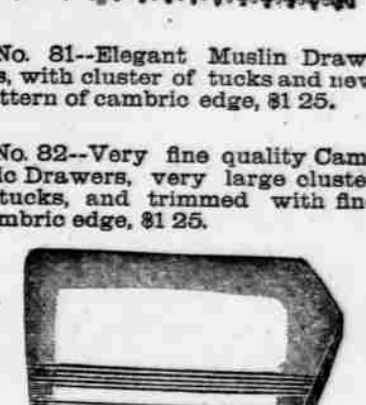 No. 81--Elegant Muslin Draw
s, with cluster of tucks and new
ttern of cambric edge, $1 25.
No. 82--Very fine quality Cam
ic Drawers, very large cluste
tucks, and trimmed with fin
mbric edge, $1 25.